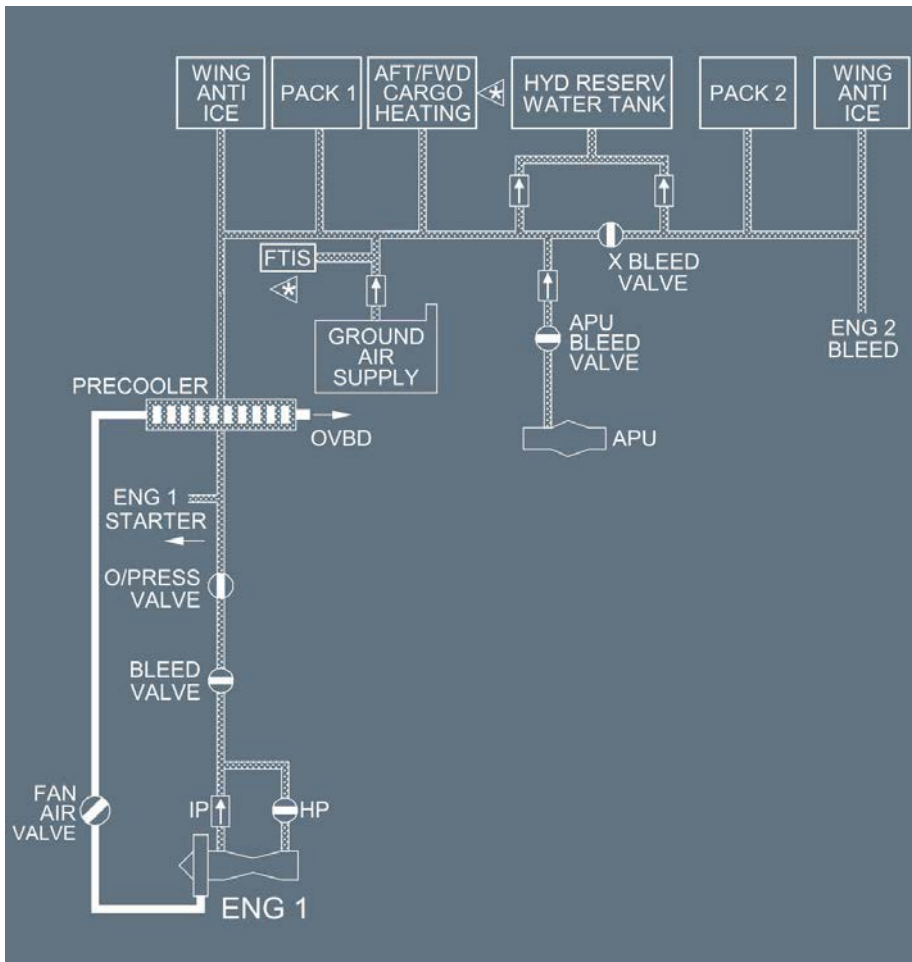 WING
ANTI
ICE
PACK 1
AFT/FWD
CARGO
HEATING
*
HYD RESERV
WATER TANK
PACK 2
WING
ANTI
ICE
FTIS
*
X BLEED
VALVE
GROUND
AIR
SUPPLY
APU
BLEED
VALVE
ENG 2
BLEED
PRECOOLER
OVBD
APU
ENG 1
STARTER
O/PRESS
VALVE
BLEED
VALVE
FAN
AIR
VALVE
IP
HP
ENG 1